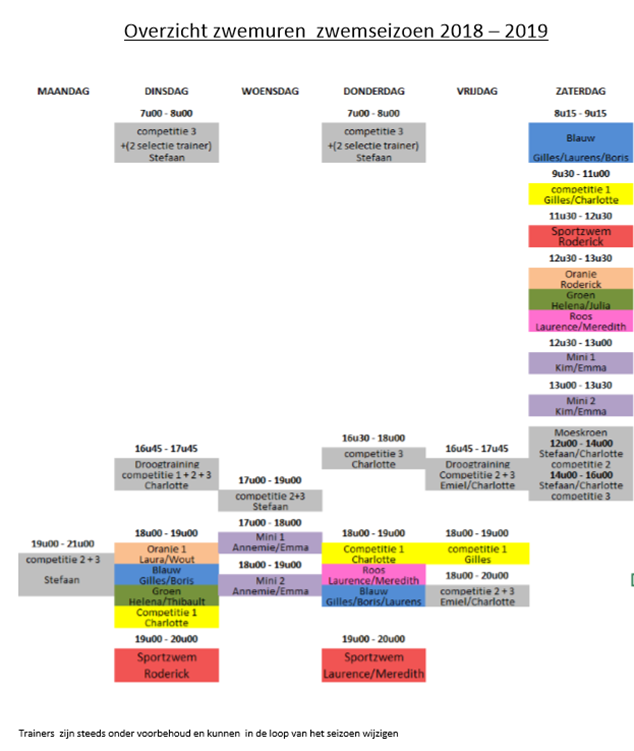 Overzicht zwemuren zwemseizoen 2018 – 2019
MAANDAG
19u00 - 21u00
competitie 2 + 3
Stefaan
DINSDAG
7u00 - 8u00
competitie 3
+(2 selectie trainer)
Stefaan
16u45 - 17u45
Droogtraining
competitie 1 + 2 + 3
Charlotte
18u00 - 19u00
Oranie 1
Laura/Wout
Blauw
Gilles/Boris
Groen
Helena/Thibault
Competitie 1
Charlotte
19u00 - 20u00
Sportzwem
Roderick
WOENSDAG
17u00 - 19u00
competitie 2+3
Stefaan
17u00 - 18u00
Mini 1
Annemie/Emma
18u00 - 19u00
Mini 2
Annemie/Emma
DONDERDAG
7u00 - 8u00
competitie 3
+(2 selectie trainer)
Stefaan
16u30 - 18u00
competitie 3
Charlotte
18u00 - 19u00
Competitie 1
Charlotte
Roos
Laurence/Meredith
Blauw
Gilles/Boris/Laurens
19u00 - 20u00
Sportzwem
Laurence/Meredith
VRIJDAG
16u45 - 17u45
Droogtraining
Competitie 2 + 3
Emiel/Charlotte
18u00 - 19u00
competitie 1
Gilles
18u00 - 20u00
competitie 2 + 3
Emiel/Charlotte
ZATERDAG
8u15 - 9u15
Blauw
Gilles/Laurens/Boris
9u30 - 11u00
competitie 1
Gilles/Charlotte
11u30 - 12u30
Sportzwem
Roderick
12u30 - 13u30
Oranie
Roderick
Groen
Helena/Julia
Roos
Laurence/Meredith
12u30 - 13u00
Mini 1
Kim/Emma
13u00 - 13u30
Mini 2
Kim/Emma
Moeskroen
12u00 - 14u00
Stefaan/Charlotte
competitie 2
14u00 - 16u00
Stefaan/Charlotte
competitie 3
Trainers zijn steeds onder voorbehoud en kunnen in de loop van het seizoen wijzigen